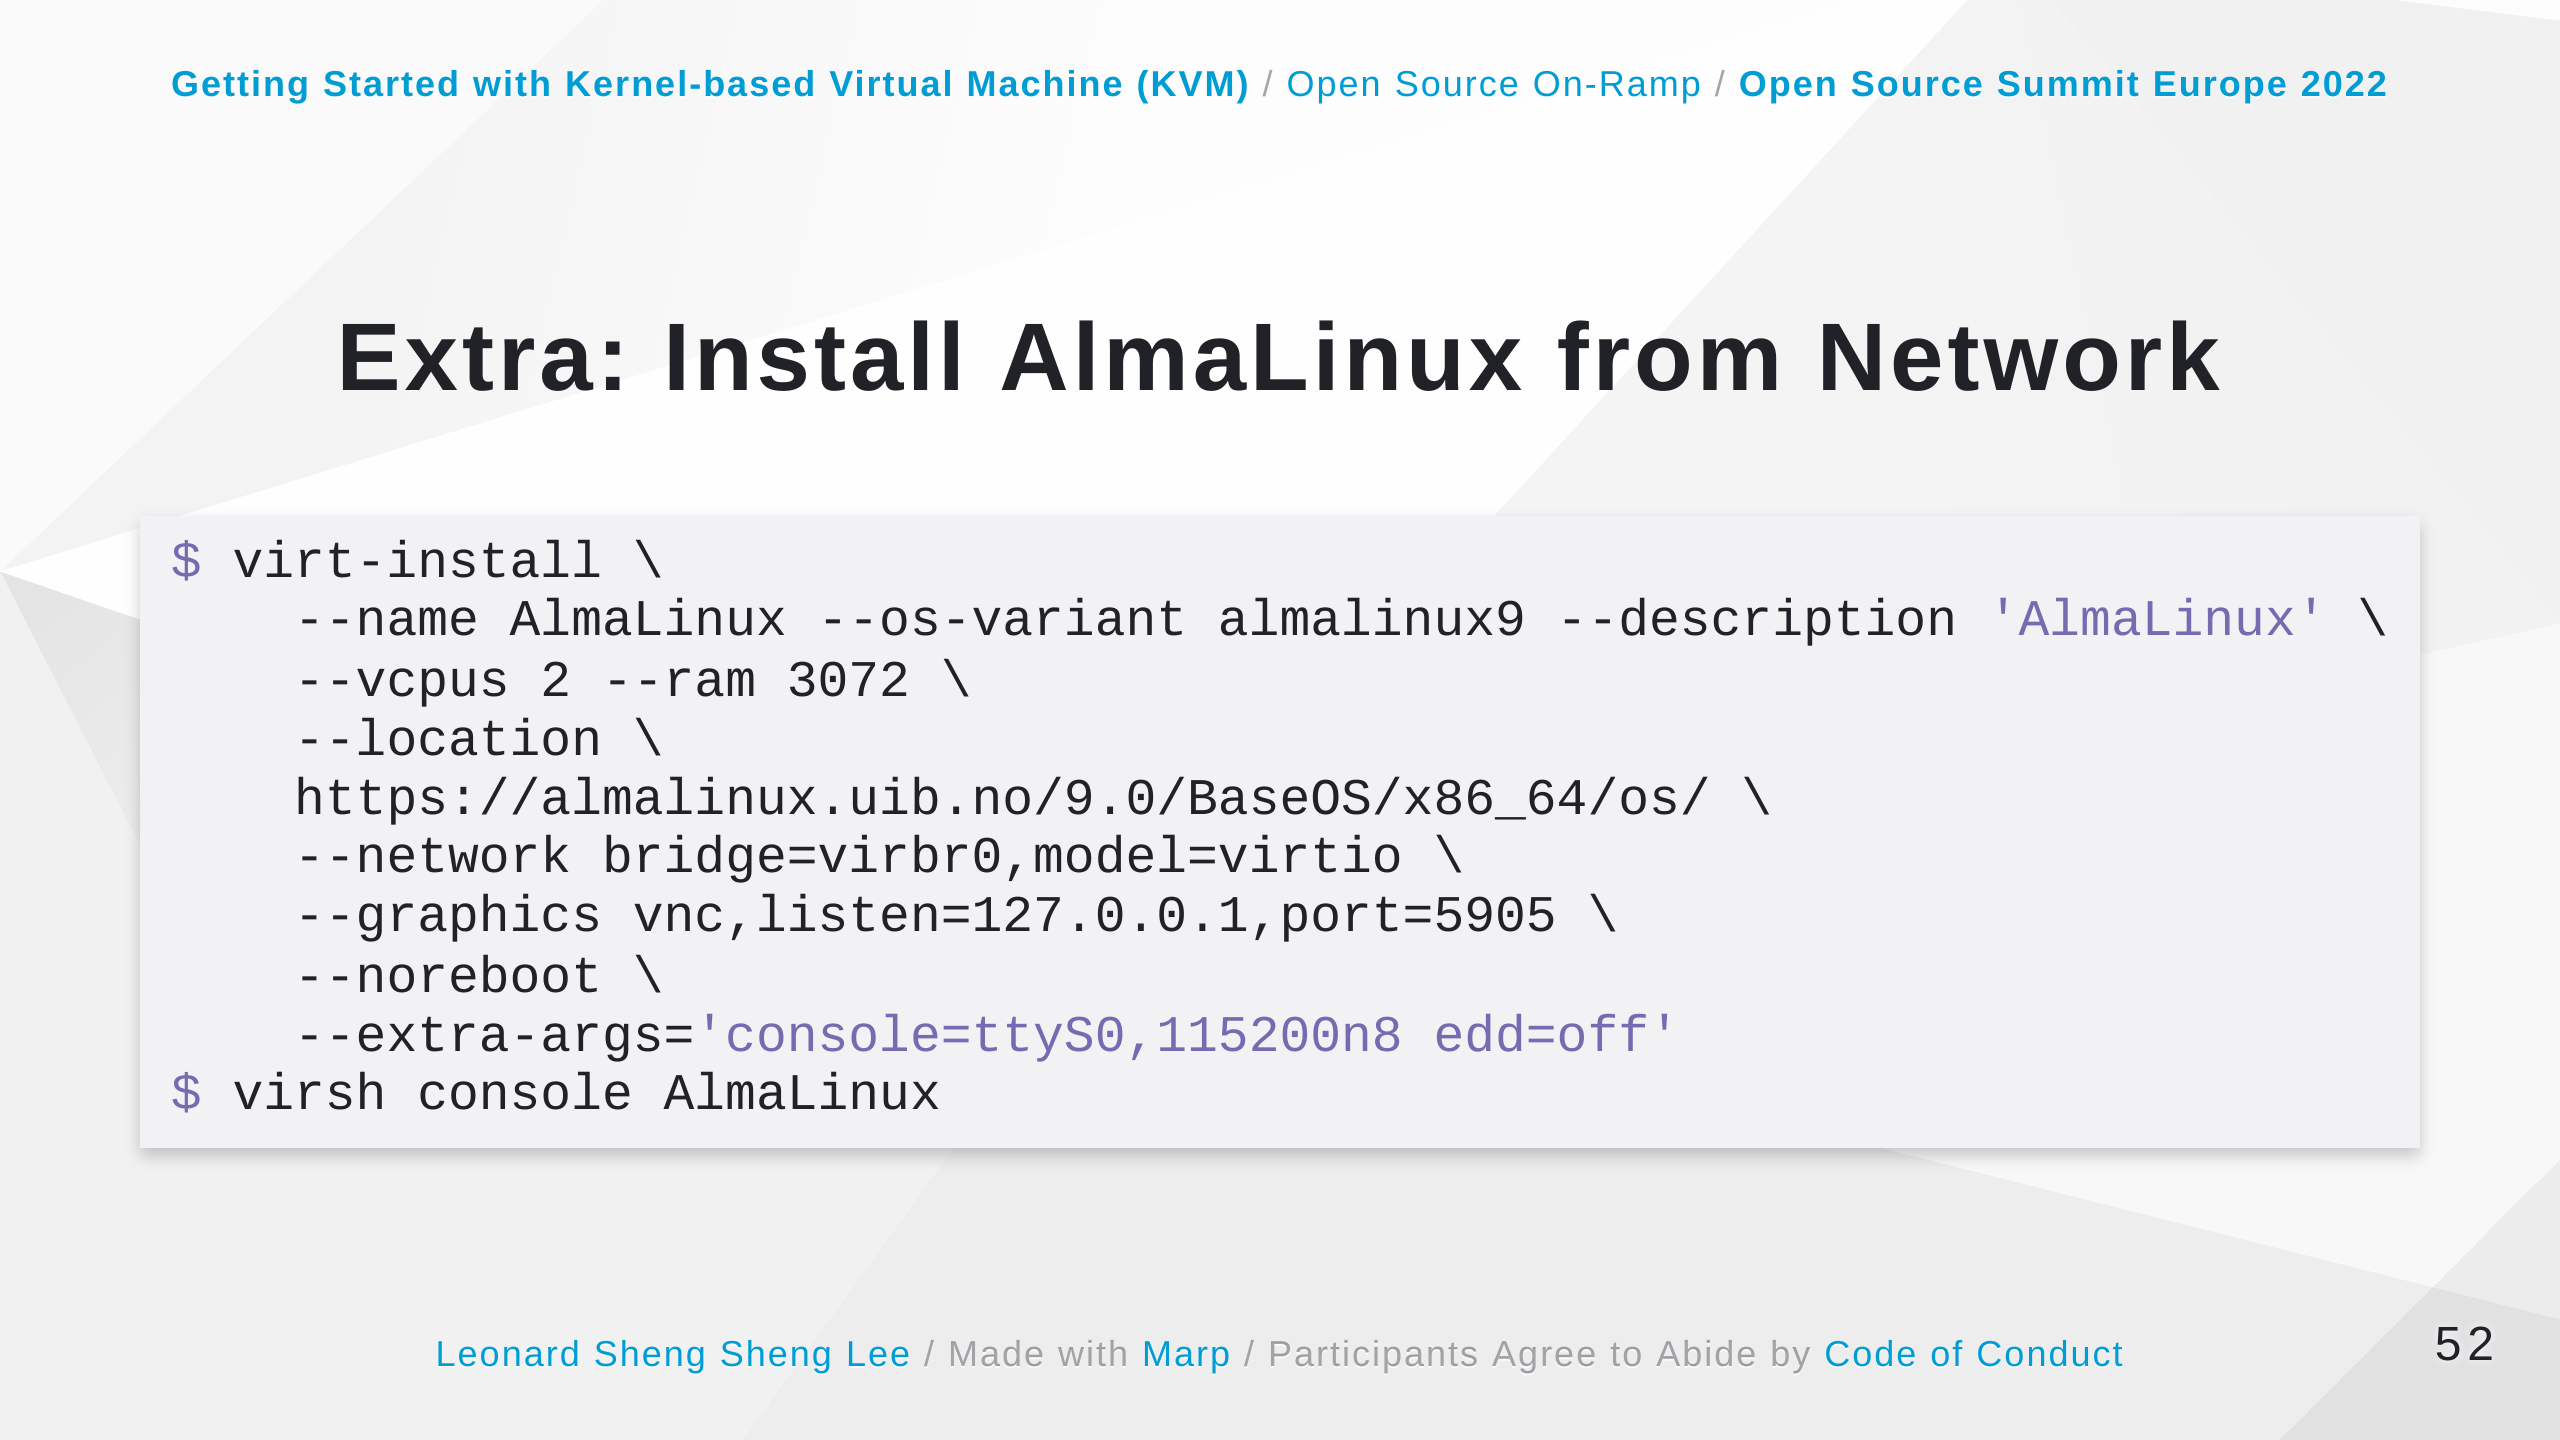 Getting Started with Kernel-based Virtual Machine (KVM) / Open Source On-Ramp / Open Source Summit Europe 2022
Extra: Install AlmaLinux from Network
$ virt-install \
    --name AlmaLinux --os-variant almalinux9 --description 'AlmaLinux' \
    --vcpus 2 --ram 3072 \
    --location \
    https://almalinux.uib.no/9.0/BaseOS/x86_64/os/ \
    --network bridge=virbr0,model=virtio \
    --graphics vnc,listen=127.0.0.1,port=5905 \
    --noreboot \
    --extra-args='console=ttyS0,115200n8 edd=off'
$ virsh console AlmaLinux
Leonard Sheng Sheng Lee / Made with Marp / Participants Agree to Abide by Code of Conduct
52